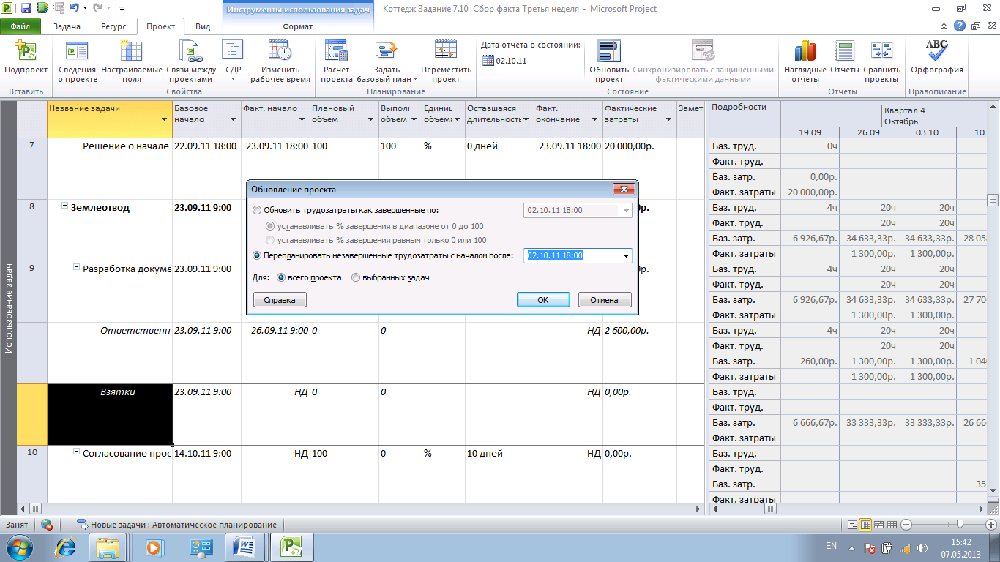 Инструменты использования задач
Коттедж Задание 7.10 Сбор факта Третья неделя - Microsoft Project
Файл Задача Ресурс Проект Вид Формат
Подпроект
Сведения о проекте
Настраиваемые поля
Связи между проектами
СДР
Изменить рабочее время
Расчет проекта
Задать базовый план
Переместить проект
Дата отчета о состоянии:
02.10.11
Обновить проект
Синхронизировать с защищенными фактическими данными
Наглядные отчеты
Отчеты
Сравнить проекты
ABC
Орфография
Вставить Свойства Планирование Состояние Отчеты Правописание
Название задачи
Базовое начало
Факт. начало
Плановый объем
Объем
Оставшаяся длительность
Факт. окончание
Фактические затраты
Подробности
Квартал 4
Октябрь
19.09 26.09 03.10 10.
7 Решение о начале 22.09.11 18:00 23.09.11 18:00 100 100 % 0 дней 23.09.11 18:00 20 000,00р.
8 Землеотвод 23.09.11 9:00
9 Разработка докуме 23.09.11 9:00
Ответственн 23.09.11 9:00 26.09.11 9:00 0 0 НД 2 600,00р.
Взятки 23.09.11 9:00 НД 0 0 НД 0,00р.
10 Согласование прое 14.10.11 9:00 НД 100 0 % 10 дней НД 0,00р.
Обновление проекта
Обновить трудозатраты как завершенные по: 02.10.11 18:00
устанавливать % завершения в диапазоне от 0 до 100
устанавливать % завершения равным только 0 или 100
Перепланировать незавершенные трудозатраты с началом после: 02.10.11 18:00
Для: всего проекта выбранных задач
Справка ОК Отмена
Баз. труд. 0ч
Факт. труд.
Баз. затр. 0,00р.
Факт. затраты 20 000,00р.
Баз. труд. 4ч 20ч 20ч
Факт. труд. 20ч 20ч
Баз. затр. 6 926,67р. 34 633,33р. 34 633,33р. 28 05
Факт. затраты 1 300,00р. 1 300,00р.
Баз. труд. 4ч 20ч 20ч
Факт. труд. 20ч 20ч
Баз. затр. 6 926,67р. 34 633,33р. 34 633,33р. 27 70
Факт. затраты 1 300,00р. 1 300,00р.
Баз. труд. 4ч 20ч 20ч
Факт. труд. 20ч 20ч
Баз. затр. 260,00р. 1 300,00р. 1 300,00р. 1 04
Факт. затраты 1 300,00р. 1 300,00р.
Баз. труд.
Факт. труд.
Баз. затр. 6 666,67р. 33 333,33р. 33 333,33р. 26 66
Факт. затраты
Баз. труд.
Факт. труд.
Баз. затр. 35
Факт. затраты
Использование задач
Занят Новые задачи : Автоматическое планирование
EN
15:42
07.05.2013